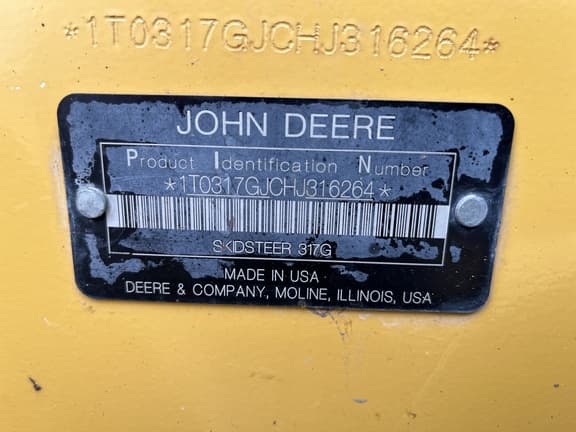 *1T0317GJCHJ316264*
JOHN DEERE
Product Identification Number
*1T0317GJCHJ316264*
SKIDSTEER 317G
MADE IN USA
DEERE & COMPANY, MOLINE, ILLINOIS, USA